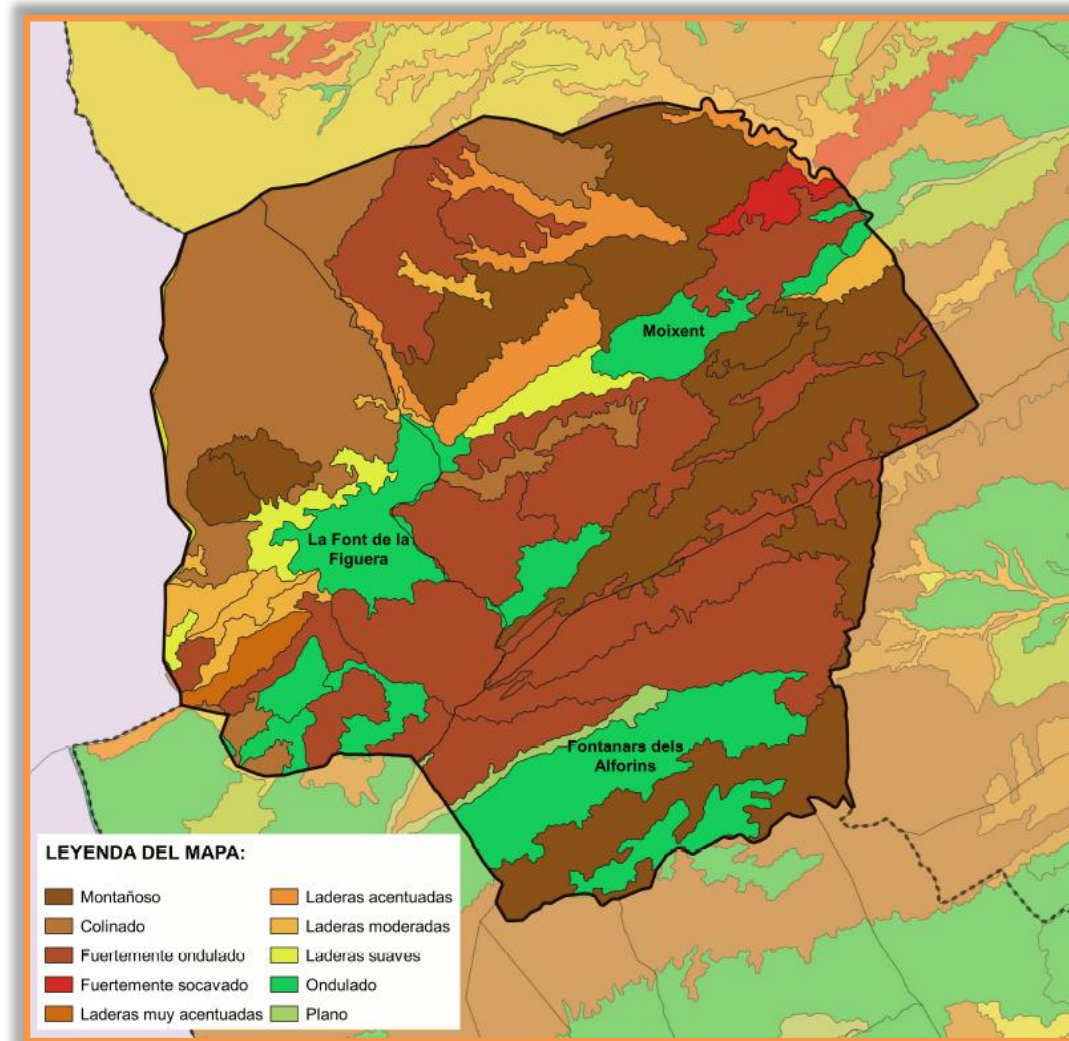 Moixent
La Font de la
Figuera
Fontanars dels
Alforins
LEYENDA DEL MAPA:
Montañoso
Colinado
Fuertemente ondulado
Fuertemente socavado
Laderas muy acentuadas
Laderas acentuadas
Laderas moderadas
Laderas suaves
Ondulado
Plano